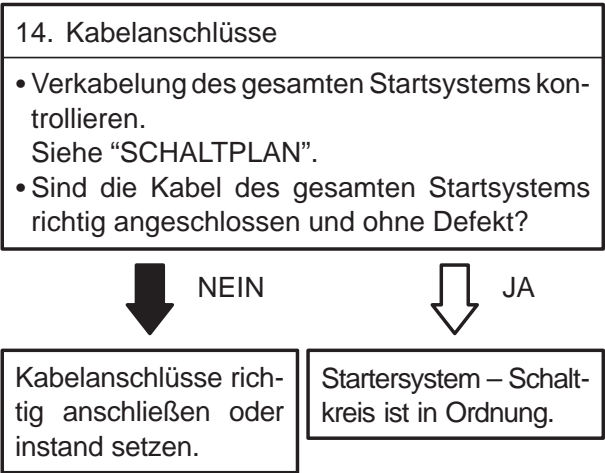 14. Kabelanschlüsse
• Verkabelung des gesamten Startsystems kon-
trollieren.
Siehe “SCHALTPLAN”.
• Sind die Kabel des gesamten Startsystems
richtig angeschlossen und ohne Defekt?
NEIN
JA
Kabelanschlüsse rich-
tig anschließen oder
instand setzen.
Startersystem – Schalt-
kreis ist in Ordnung.